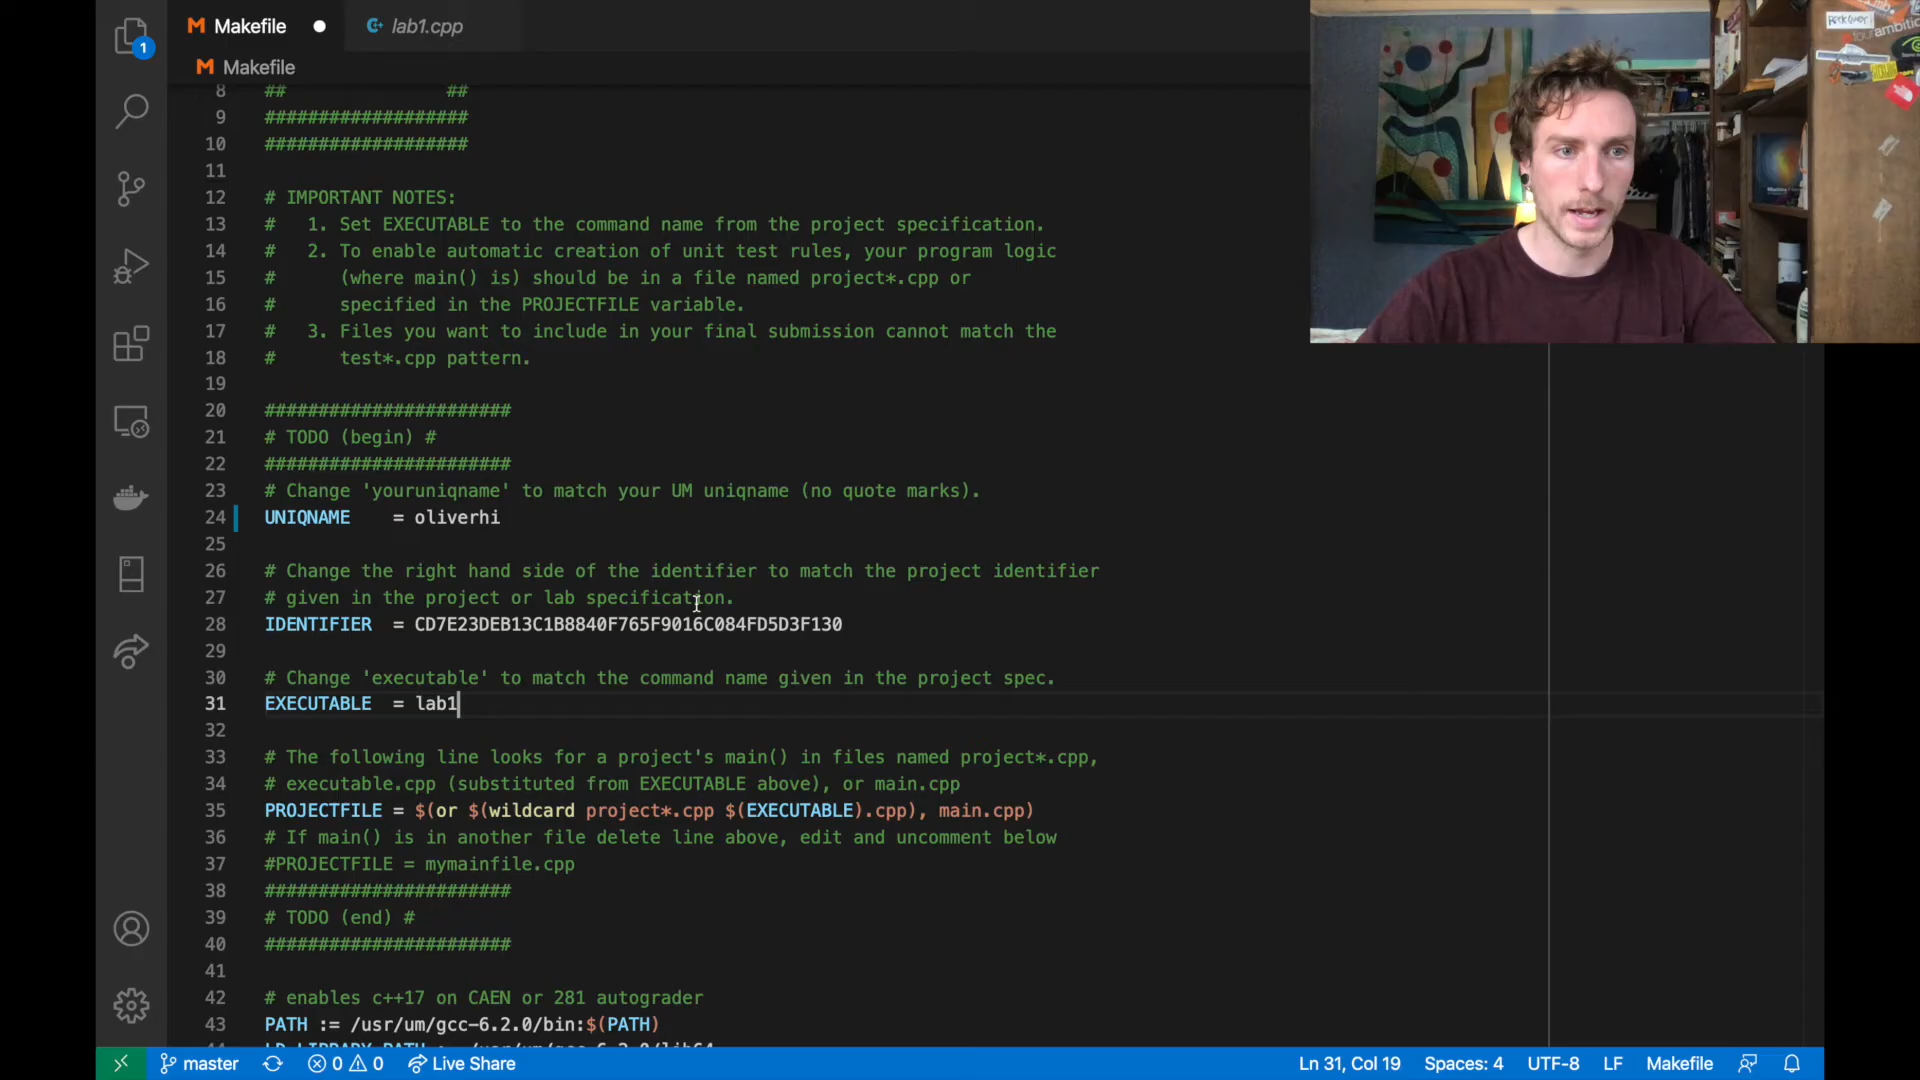 Makefile
lab1.cpp
Makefile
1
8 ## ##
9 ###################
10 ###################
11
12 # IMPORTANT NOTES:
13 # 1. Set EXECUTABLE to the command name from the project specification.
14 # 2. To enable automatic creation of unit test rules, your program logic
15 # (where main() is) should be in a file named project*.cpp or
16 # specified in the PROJECTFILE variable.
17 # 3. Files you want to include in your final submission cannot match the
18 # test*.cpp pattern.
19
20 #######################
21 # TODO (begin) #
22 #######################
23 # Change 'youruniqname' to match your UM uniqname (no quote marks).
24 UNIQNAME = oliverhi
25
26 # Change the right hand side of the identifier to match the project identifier
27 # given in the project or lab specification.
28 IDENTIFIER = CD7E23DEB13C1B8840F765F9016C084FD5D3F130
29
30 # Change 'executable' to match the command name given in the project spec.
31 EXECUTABLE = lab1
32
33 # The following line looks for a project's main() in files named project*.cpp,
34 # executable.cpp (substituted from EXECUTABLE above), or main.cpp
35 PROJECTFILE = $(or $(wildcard project*.cpp $(EXECUTABLE).cpp), main.cpp)
36 # If main() is in another file delete line above, edit and uncomment below
37 #PROJECTFILE = mymainfile.cpp
38 #######################
39 # TODO (end) #
40 #######################
41
42 # enables c++17 on CAEN or 281 autograder
43 PATH := /usr/um/gcc-6.2.0/bin:$(PATH)
master 0 0 Live Share Ln 31, Col 19 Spaces: 4 UTF-8 LF Makefile